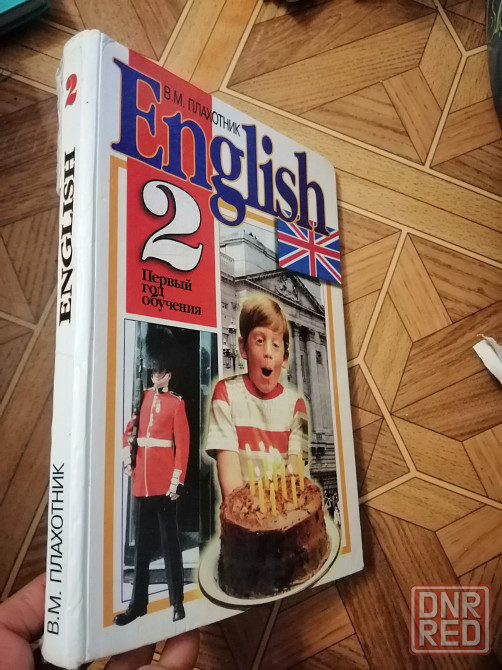 В.М. ПЛАХОТНИК
English
2
Первый
год
обучения
2
ENGLISH
В.М. ПЛАХОТНИК
DNR
RED